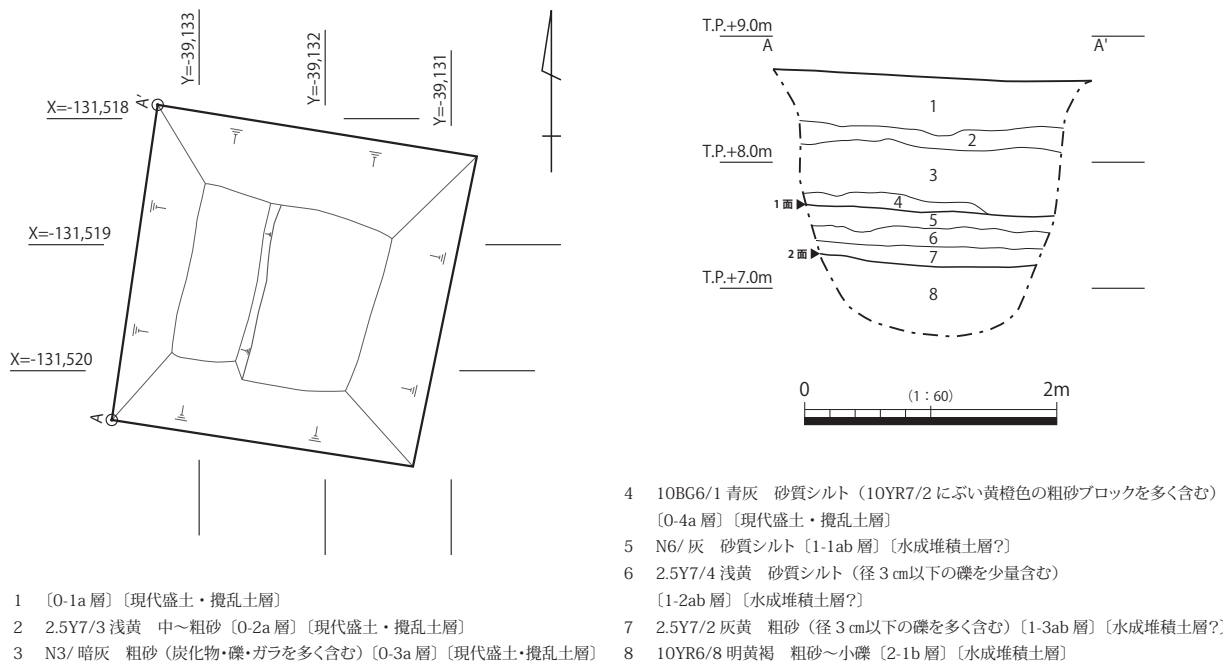 Y=-39,133
Y=-39,132
Y=-39,131
X=-131,518
X=-131,519
X=-131,520
A'
A
T.P.+9.0m
A
A'
T.P.+8.0m
T.P.+7.0m
1
2
3
4
1面
5
6
7
2面
8
0
(1:60)
2m
1 〔0-1a 層〕〔現代盛土・攪乱土層〕
2 2.5Y7/3 浅黄 中～粗砂〔0-2a 層〕〔現代盛土・攪乱土層〕
3 N3/ 暗灰 粗砂（炭化物・礫・ガラを多く含む）〔0-3a 層〕〔現代盛土・攪乱土層〕
4 10BG6/1 青灰 砂質シルト（10YR7/2 にぶい黄橙色の粗砂ブロックを多く含む）
〔0-4a 層〕〔現代盛土・攪乱土層〕
5 N6/ 灰 砂質シルト〔1-1ab 層〕〔水成堆積土層?〕
6 2.5Y7/4 浅黄 砂質シルト（径 3 ㎝以下の礫を少量含む）
〔1-2ab 層〕〔水成堆積土層?〕
7 2.5Y7/2 灰黄 粗砂（径 3 ㎝以下の礫を多く含む）〔1-3ab 層〕〔水成堆積土層?〕
8 10YR6/8 明黄褐 粗砂～小礫〔2-1b 層〕〔水成堆積土層〕